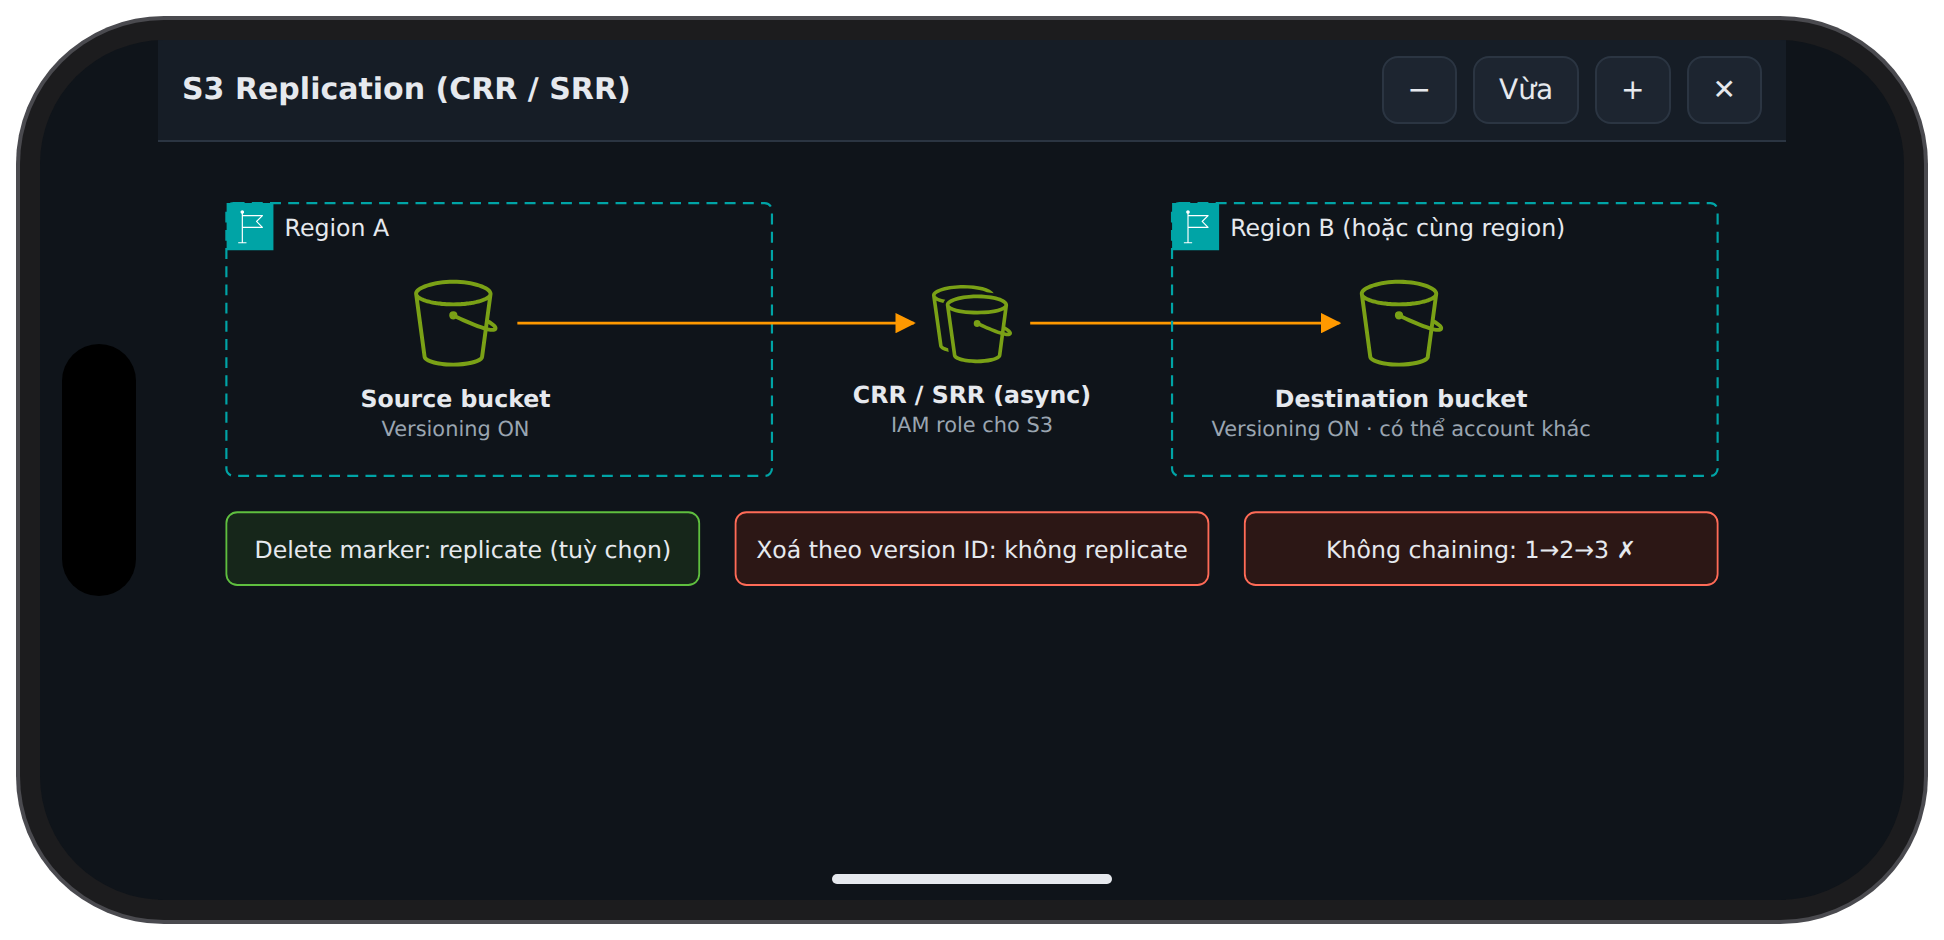 S3 Replication (CRR / SRR)
− Vừa + ✕
Region A
Region B (hoặc cùng region)
Source bucket
Versioning ON
CRR / SRR (async)
IAM role cho S3
Destination bucket
Versioning ON · có thể account khác
Delete marker: replicate (tuỳ chọn)
Xoá theo version ID: không replicate
Không chaining: 1→2→3 ✗